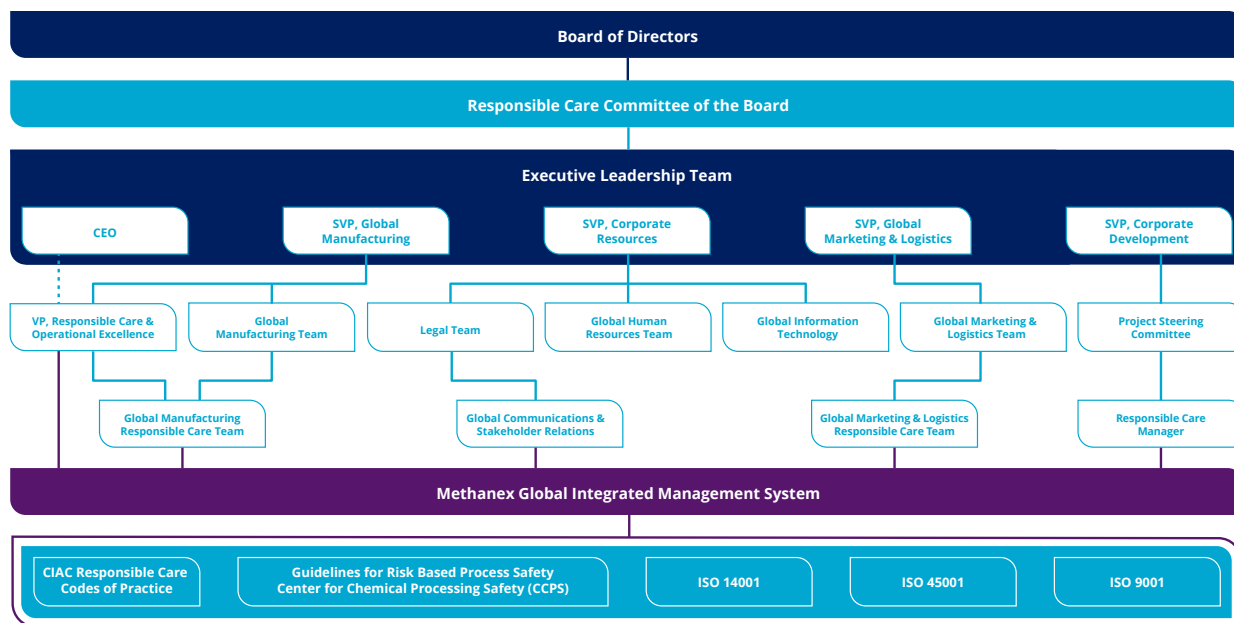 Board of Directors
Responsible Care Committee of the Board
Executive Leadership Team
CEO
SVP, Global
Manufacturing
SVP, Corporate
Resources
SVP, Global
Marketing & Logistics
SVP, Corporate
Development
VP, Responsible Care &
Operational Excellence
Global
Manufacturing Team
Legal Team
Global Human
Resources Team
Global Information
Technology
Global Marketing &
Logistics Team
Project Steering
Committee
Global Manufacturing
Responsible Care Team
Global Communications &
Stakeholder Relations
Global Marketing & Logistics
Responsible Care Team
Responsible Care
Manager
Methanex Global Integrated Management System
CIAC Responsible Care
Codes of Practice
Guidelines for Risk Based Process Safety
Center for Chemical Processing Safety (CCPS)
ISO 14001
ISO 45001
ISO 9001